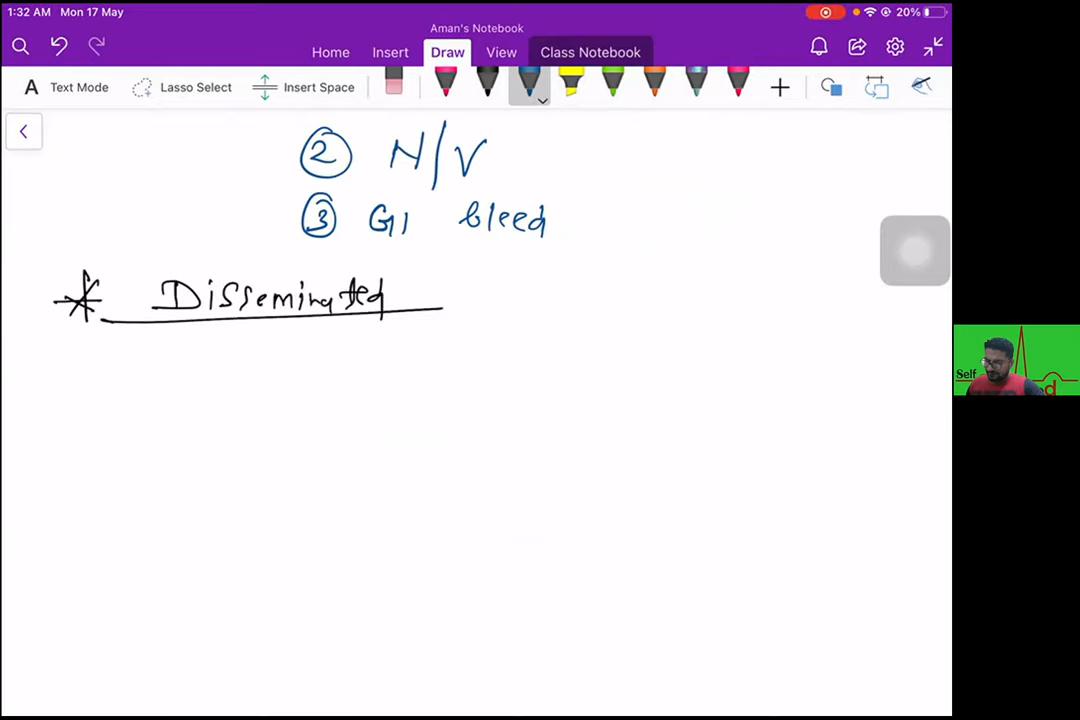 1:32 AM Mon 17 May
20%
Aman's Notebook
Home Insert Draw View Class Notebook
Text Mode Lasso Select Insert Space
2 N/V
3 GI bleed
* Disseminated
Self